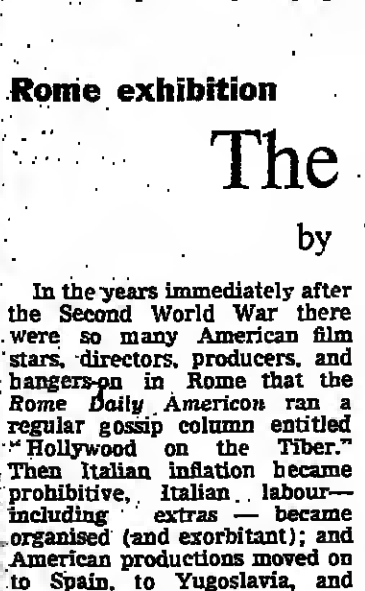 Rome exhibition
The
by
In the years immediately after
the Second World War there
were so many American film
stars, directors, producers, and
hangers-on in Rome that the
Rome Daily American ran a
regular gossip column entitled
"Hollywood on the Tiber."
Then Italian inflation became
prohibitive, Italian labour—
including extras — became
organised (and exorbitant); and
American productions moved on
to Spain, to Yugoslavia, and